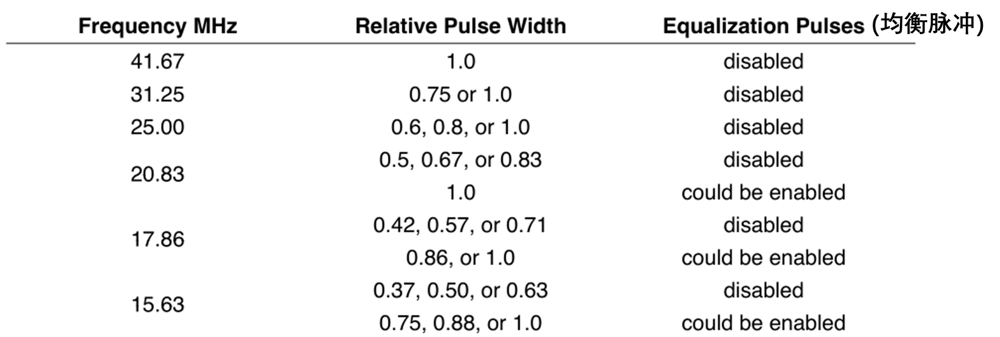 Frequency MHz Relative Pulse Width Equalization Pulses (均衡脉冲)
41.67 1.0 disabled
31.25 0.75 or 1.0 disabled
25.00 0.6, 0.8, or 1.0 disabled
20.83 0.5, 0.67, or 0.83 disabled
1.0 could be enabled
17.86 0.42, 0.57, or 0.71 disabled
0.86, or 1.0 could be enabled
15.63 0.37, 0.50, or 0.63 disabled
0.75, 0.88, or 1.0 could be enabled